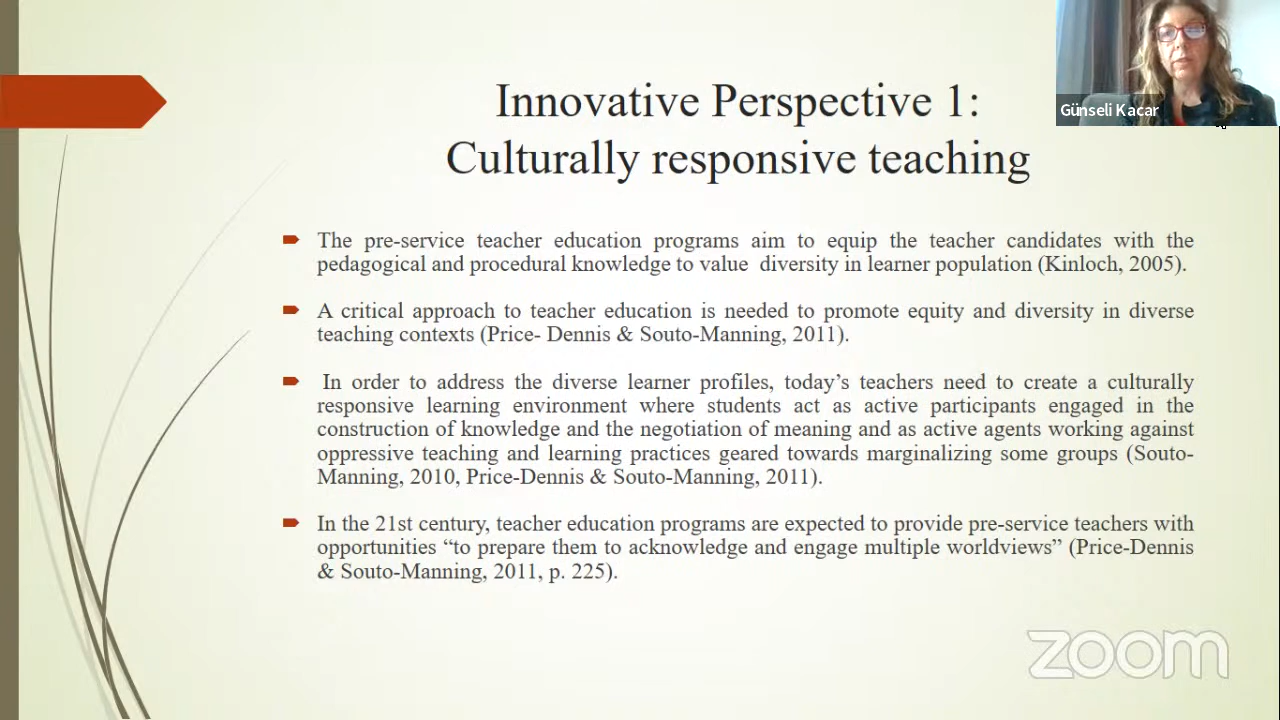 Innovative Perspective 1:
Culturally responsive teaching
Günseli Kacar
The pre-service teacher education programs aim to equip the teacher candidates with the
pedagogical and procedural knowledge to value diversity in learner population (Kinloch, 2005).
A critical approach to teacher education is needed to promote equity and diversity in diverse
teaching contexts (Price- Dennis & Souto-Manning, 2011).
In order to address the diverse learner profiles, today’s teachers need to create a culturally
responsive learning environment where students act as active participants engaged in the
construction of knowledge and the negotiation of meaning and as active agents working against
oppressive teaching and learning practices geared towards marginalizing some groups (Souto-
Manning, 2010, Price-Dennis & Souto-Manning, 2011).
In the 21st century, teacher education programs are expected to provide pre-service teachers with
opportunities “to prepare them to acknowledge and engage multiple worldviews” (Price-Dennis
& Souto-Manning, 2011, p. 225).
zoom